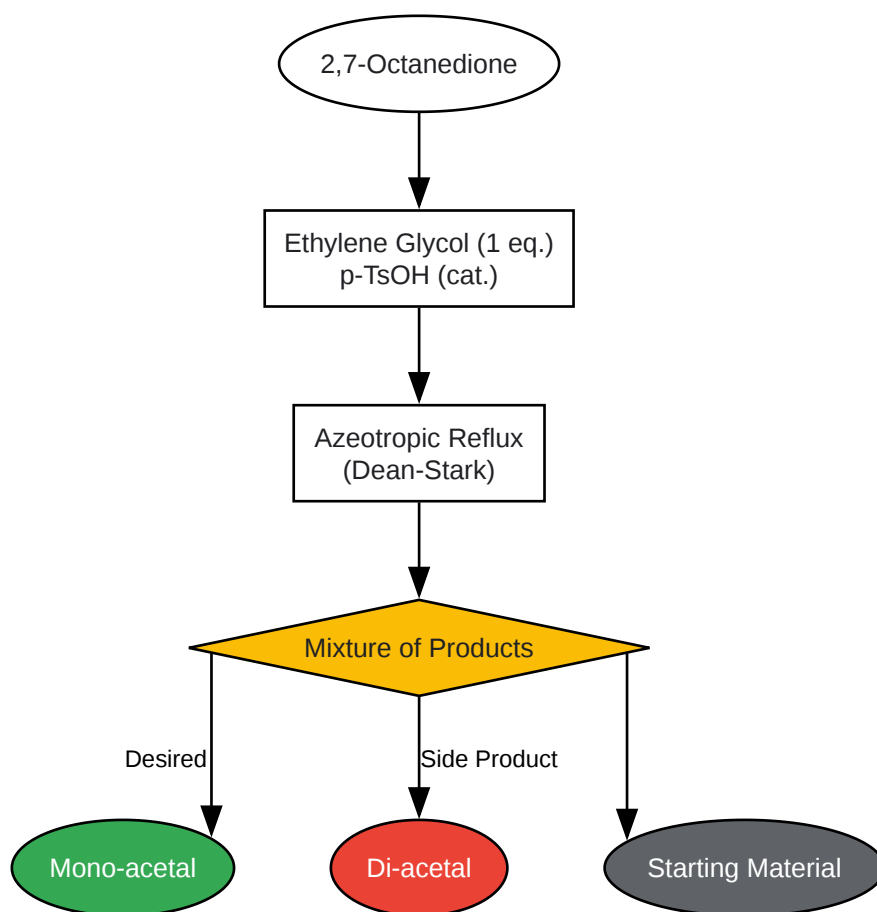 2,7-Octanedione
Ethylene Glycol (1 eq.)
p-TsOH (cat.)
Azeotropic Reflux
(Dean-Stark)
Mixture of Products
Desired
Side Product
Mono-acetal
Di-acetal
Starting Material